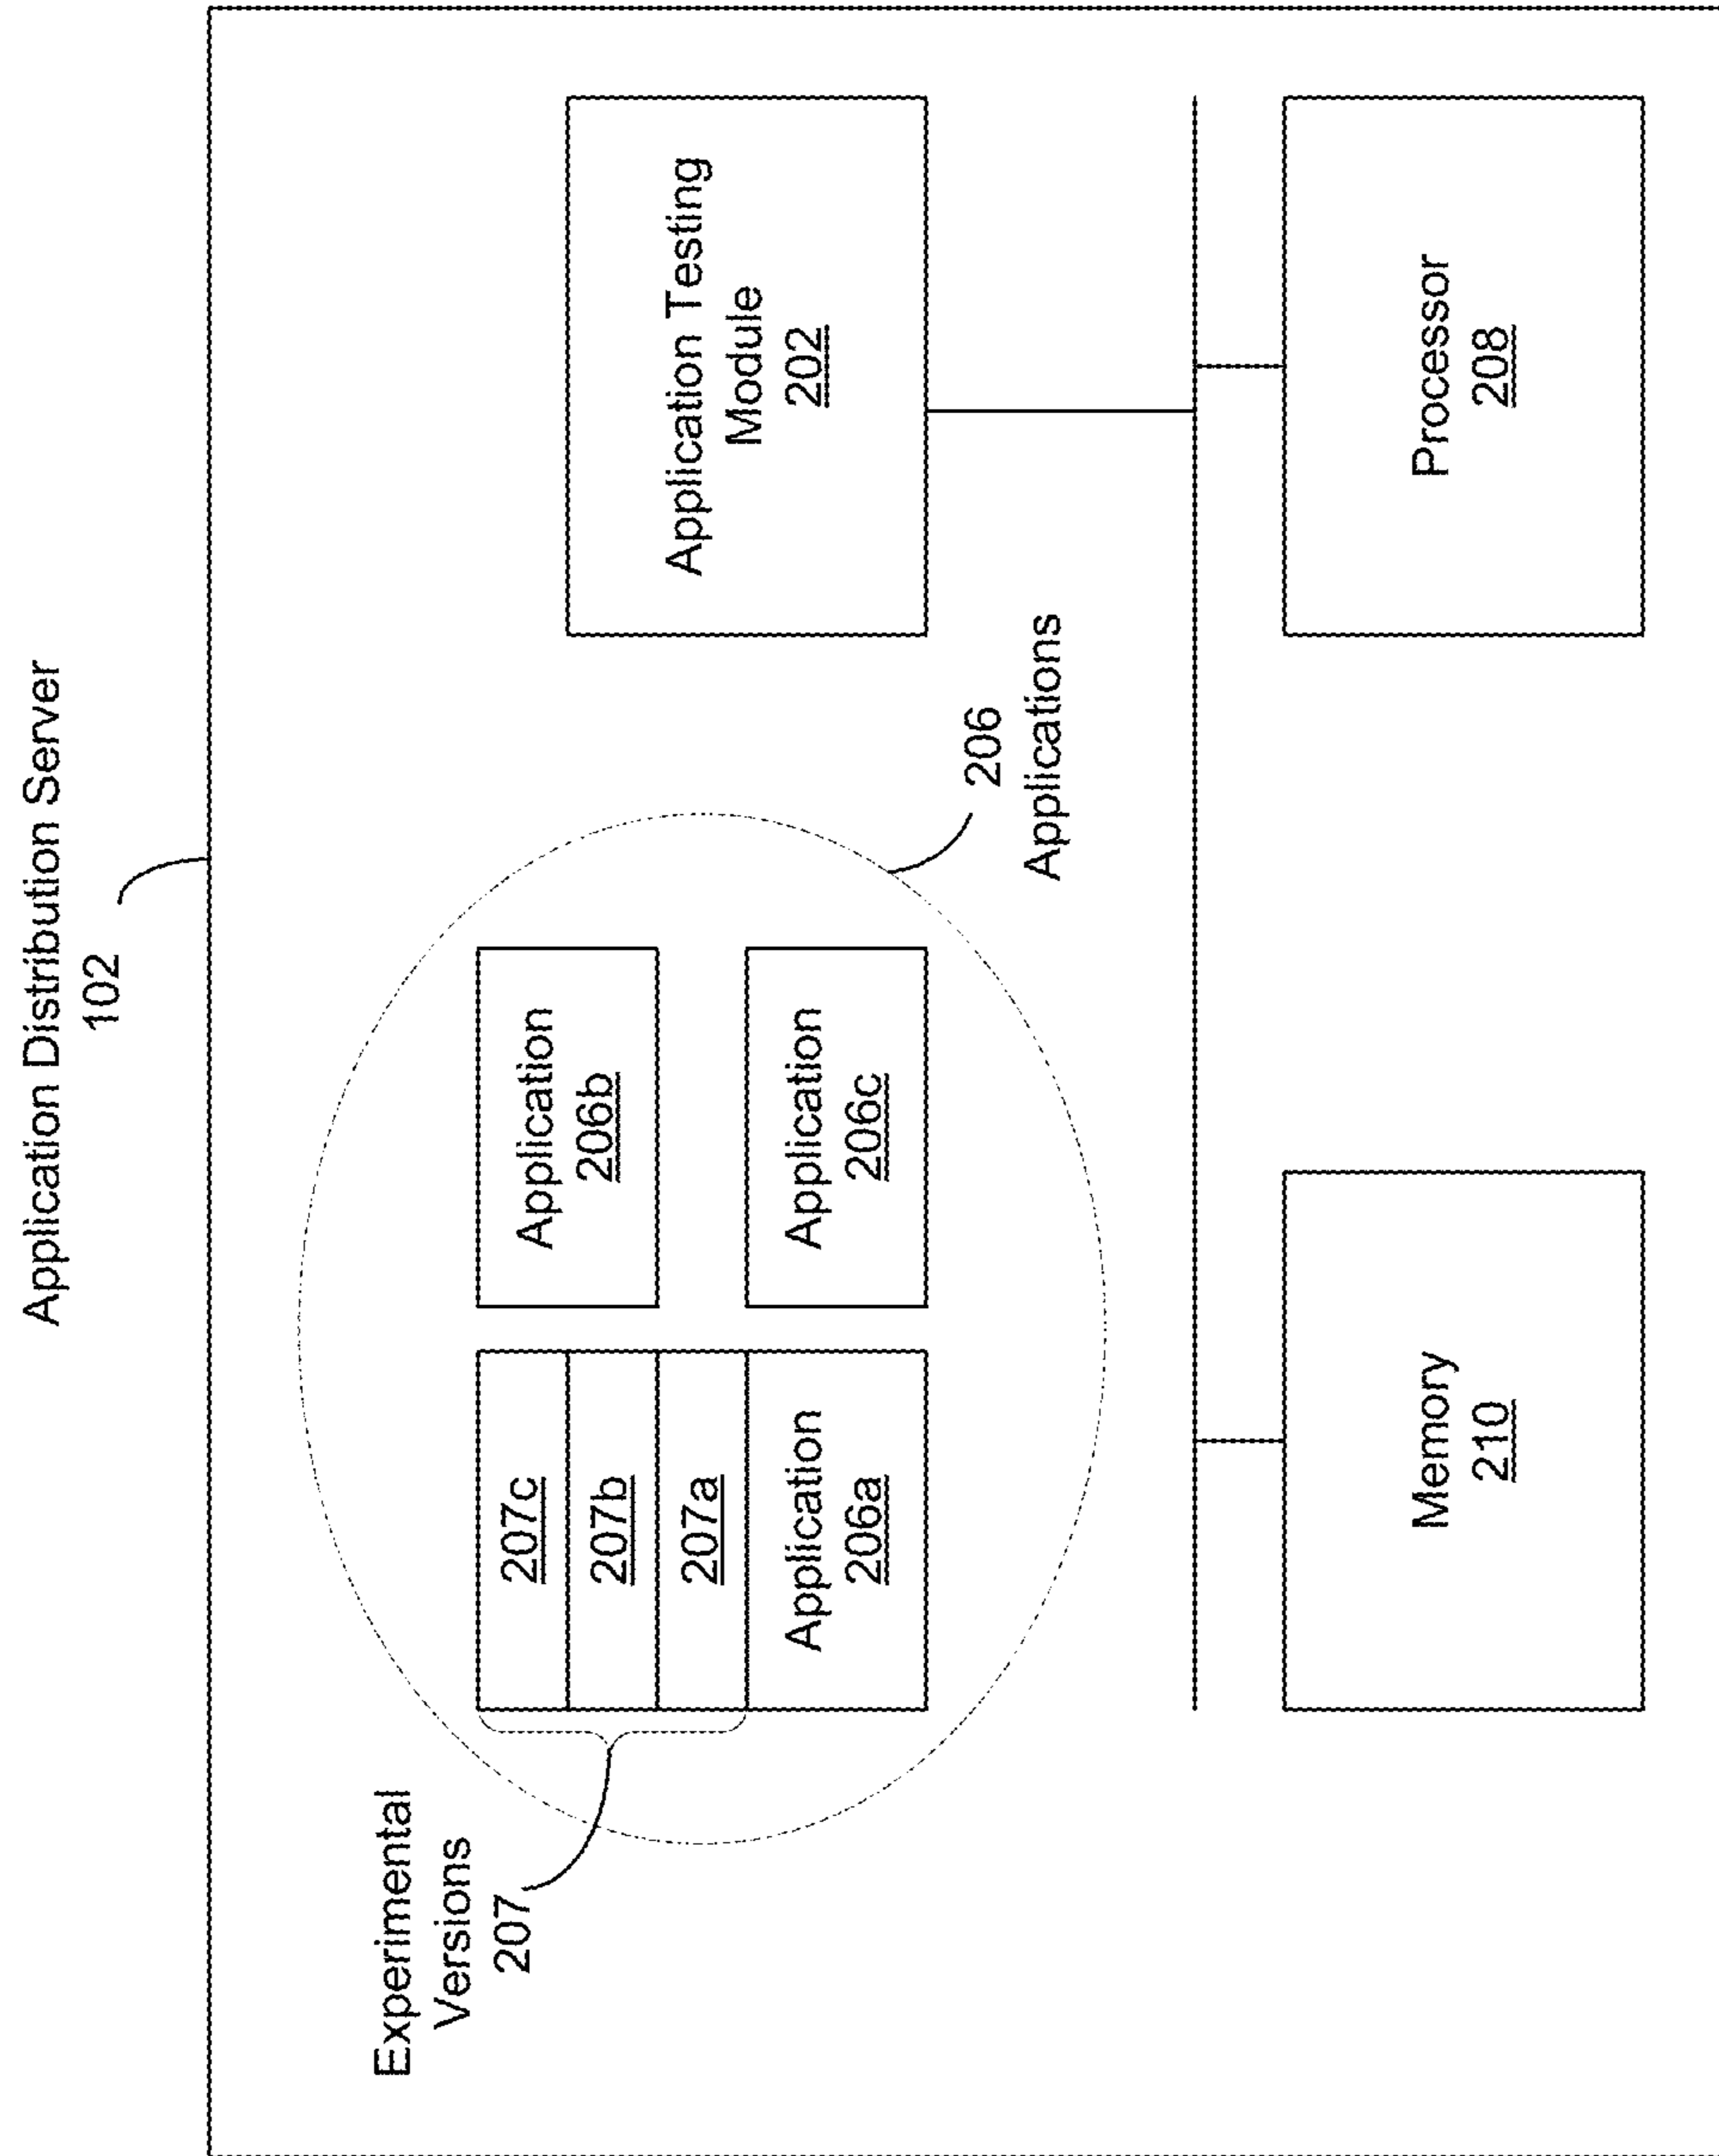 Application Distribution Server
102
Experimental
Versions
207
207c
207b
207a
Application
206a
Application
206b
Application
206c
206
Applications
Application Testing
Module
202
Memory
210
Processor
208